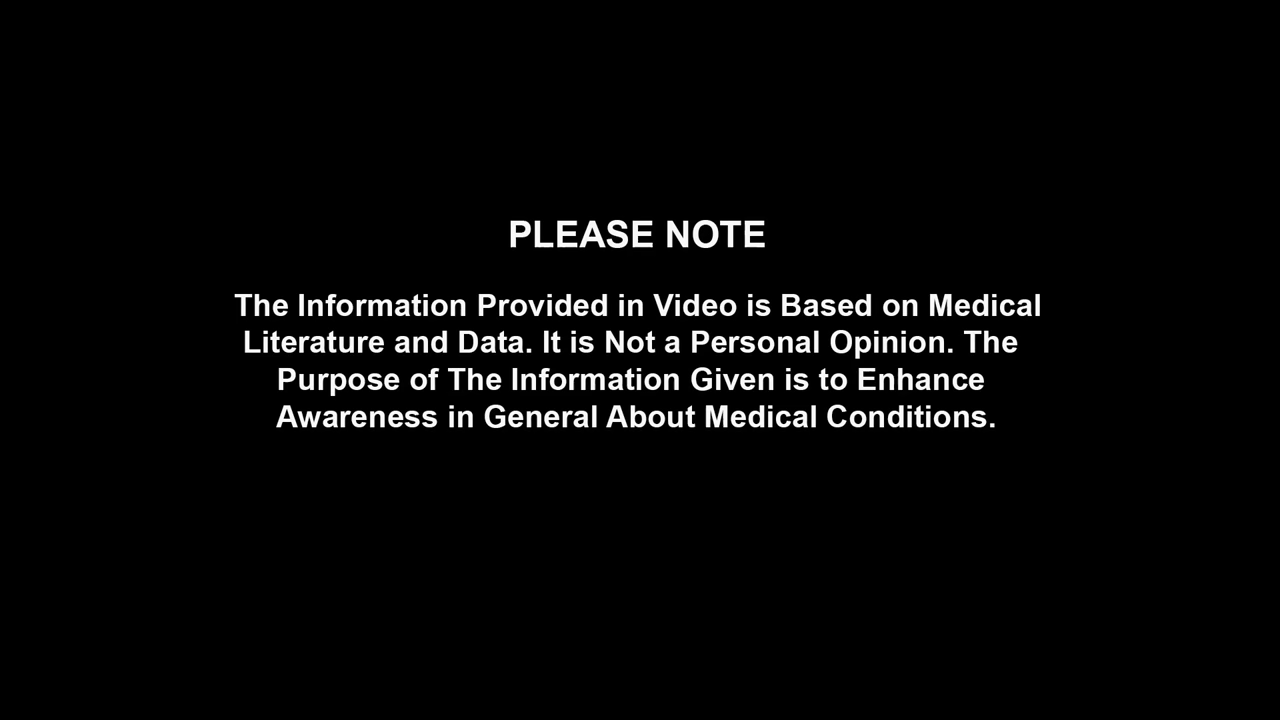 PLEASE NOTE
The Information Provided in Video is Based on Medical
Literature and Data. It is Not a Personal Opinion. The
Purpose of The Information Given is to Enhance
Awareness in General About Medical Conditions.